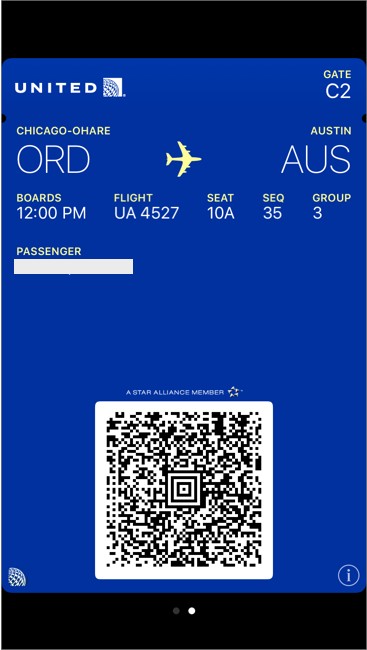 UNITED
GATE
C2
CHICAGO-OHARE AUSTIN
ORD AUS
BOARDS FLIGHT SEAT SEQ GROUP
12:00 PM UA 4527 10A 35 3
PASSENGER
A STAR ALLIANCE MEMBER
i